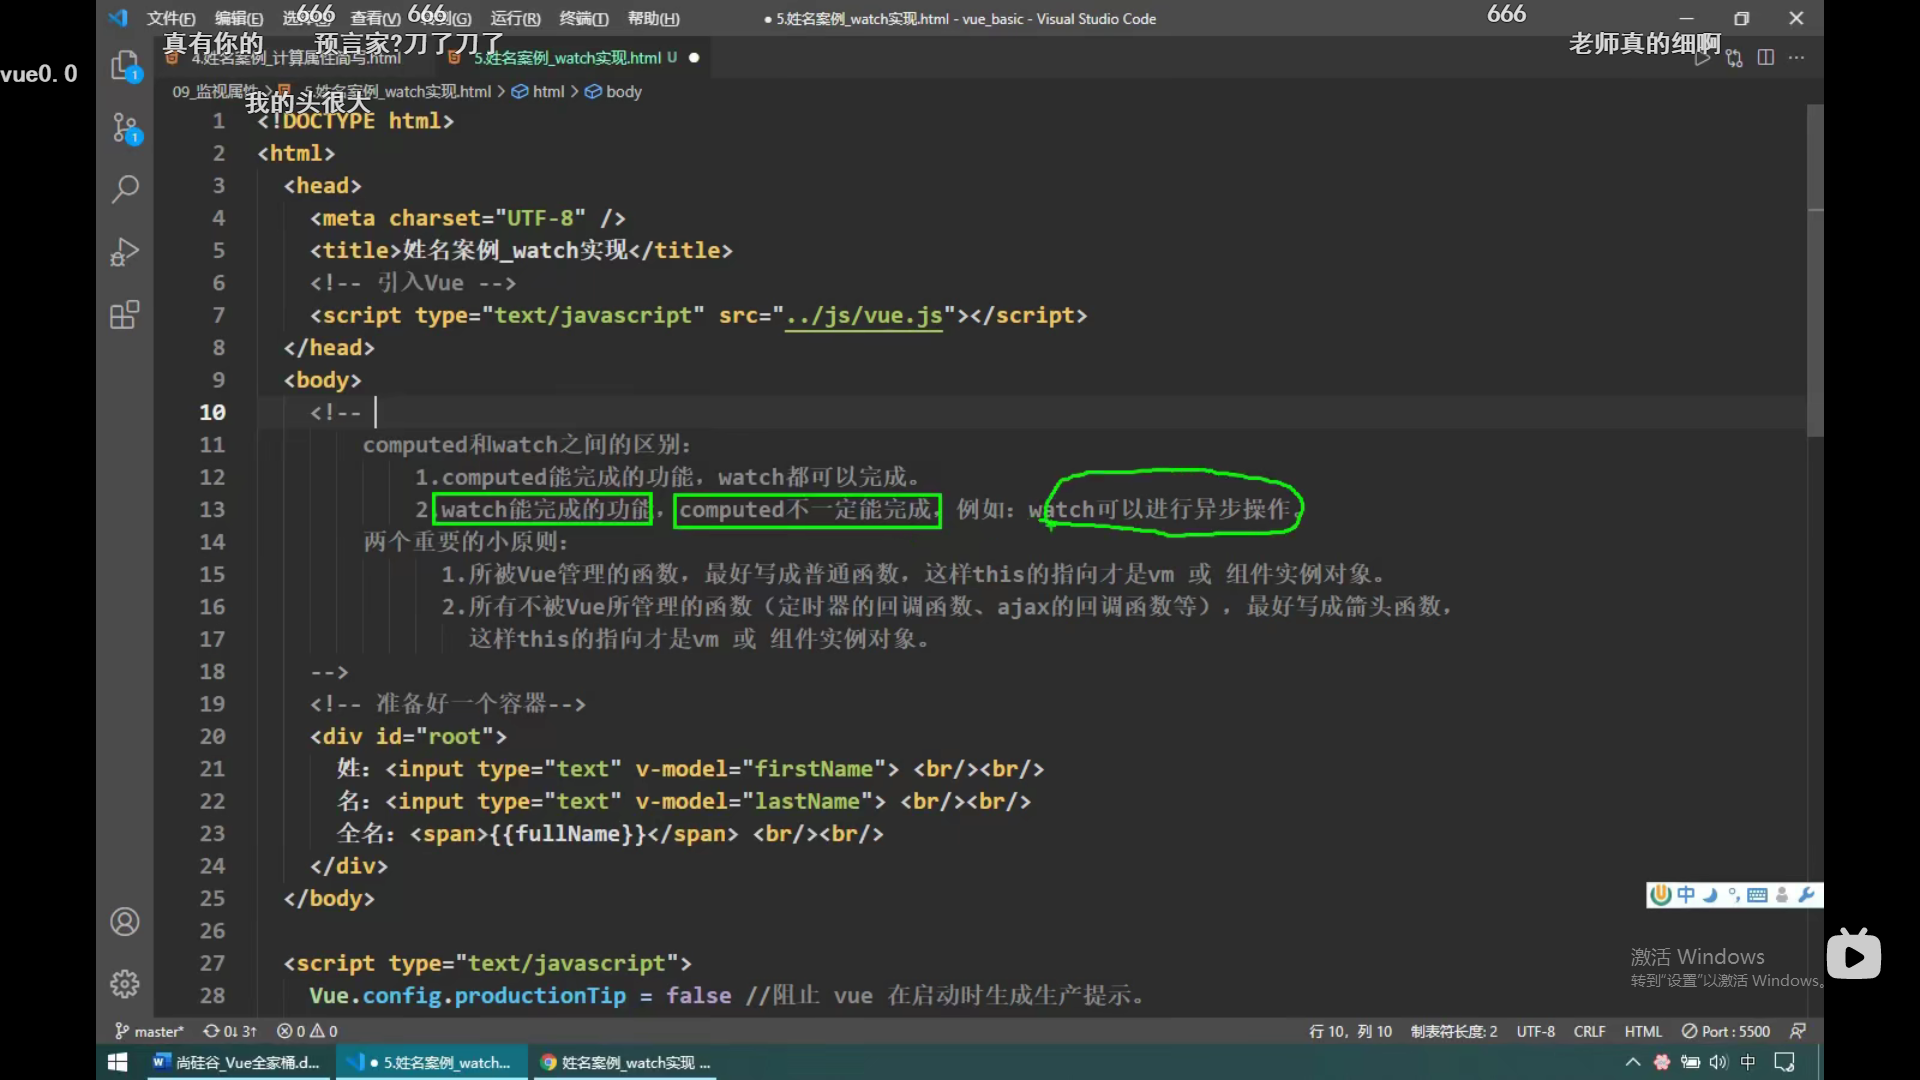 文件(F) 编辑(E) 查看(V) 运行(R) 终端(T) 帮助(H)
● 5.姓名案例_watch实现.html - vue_basic - Visual Studio Code
666
666
666
真有你的
预言家?刀了刀了
老师真的细啊
4.姓名案例_计算属性简写.html
5.姓名案例_watch实现.html U ●
vue0. 0
09_监视属性 > 5.姓名案例_watch实现.html > html > body
我的头很大
1 <!DOCTYPE html>
2 <html>
3 <head>
4 <meta charset="UTF-8" />
5 <title>姓名案例_watch实现</title>
6 <!-- 引入Vue -->
7 <script type="text/javascript" src="../js/vue.js"></script>
8 </head>
9 <body>
10 <!--
11 computed和watch之间的区别：
12 1.computed能完成的功能，watch都可以完成。
13 2.watch能完成的功能，computed不一定能完成，例如：watch可以进行异步操作。
14 两个重要的小原则：
15 1.所被Vue管理的函数，最好写成普通函数，这样this的指向才是vm 或 组件实例对象。
16 2.所有不被Vue所管理的函数（定时器的回调函数、ajax的回调函数等），最好写成箭头函数，
17 这样this的指向才是vm 或 组件实例对象。
18 -->
19 <!-- 准备好一个容器-->
20 <div id="root">
21 姓：<input type="text" v-model="firstName"> <br/><br/>
22 名：<input type="text" v-model="lastName"> <br/><br/>
23 全名：<span>{{fullName}}</span> <br/><br/>
24 </div>
25 </body>
26
27 <script type="text/javascript">
28 Vue.config.productionTip = false //阻止 vue 在启动时生成生产提示。
中
激活 Windows
转到"设置"以激活 Windows。
master* 0↓ 3↑ 0 0 行 10，列 10 制表符长度: 2 UTF-8 CRLF HTML Port : 5500
尚硅谷_Vue全家桶.d... ● 5.姓名案例_watch... 姓名案例_watch实现 ... 中